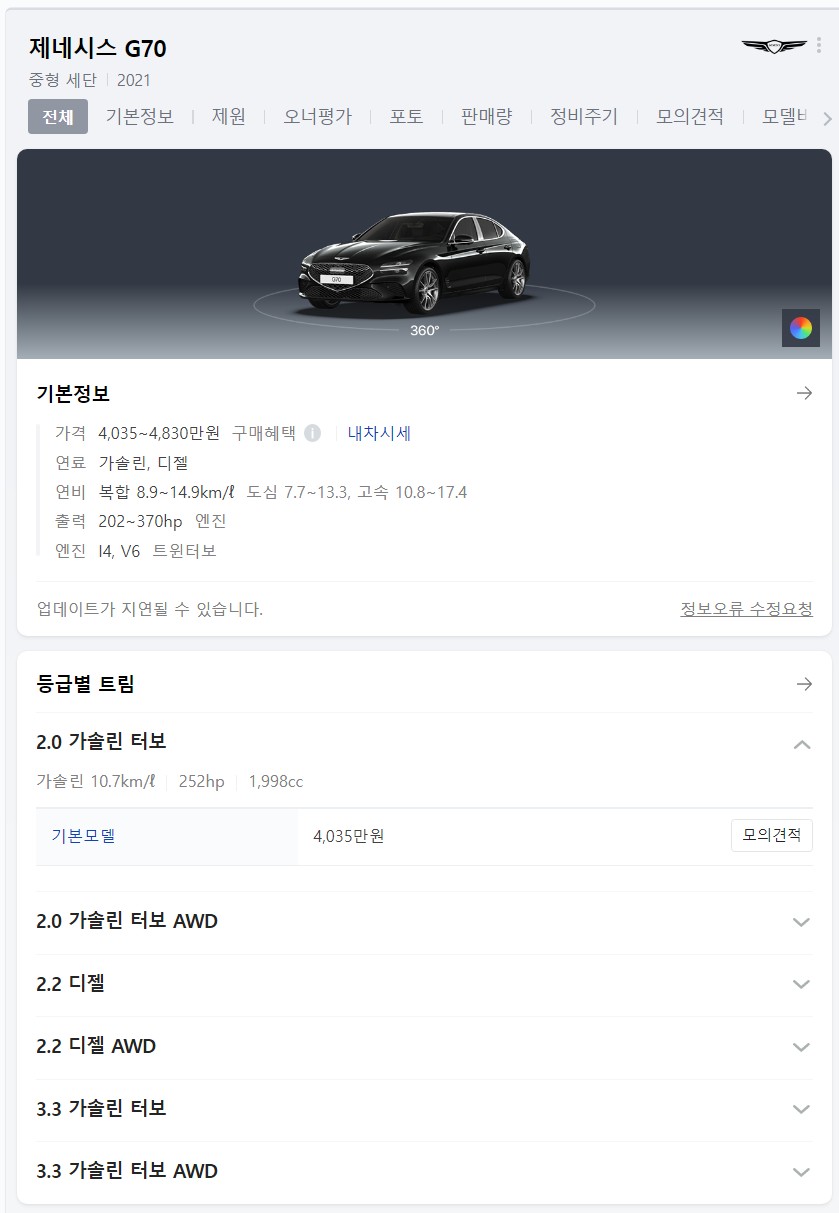 제네시스 G70
중형 세단 2021
전체 기본정보 제원 오너평가 포토 판매량 정비주기 모의견적 모델비
G70
360°
기본정보
가격 4,035~4,830만원 구매혜택 내차시세
연료 가솔린, 디젤
연비 복합 8.9~14.9km/ℓ 도심 7.7~13.3, 고속 10.8~17.4
출력 202~370hp 엔진
엔진 I4, V6 트윈터보
업데이트가 지연될 수 있습니다. 정보오류 수정요청
등급별 트림
2.0 가솔린 터보
가솔린 10.7km/ℓ 252hp 1,998cc
기본모델 4,035만원 모의견적
2.0 가솔린 터보 AWD
2.2 디젤
2.2 디젤 AWD
3.3 가솔린 터보
3.3 가솔린 터보 AWD